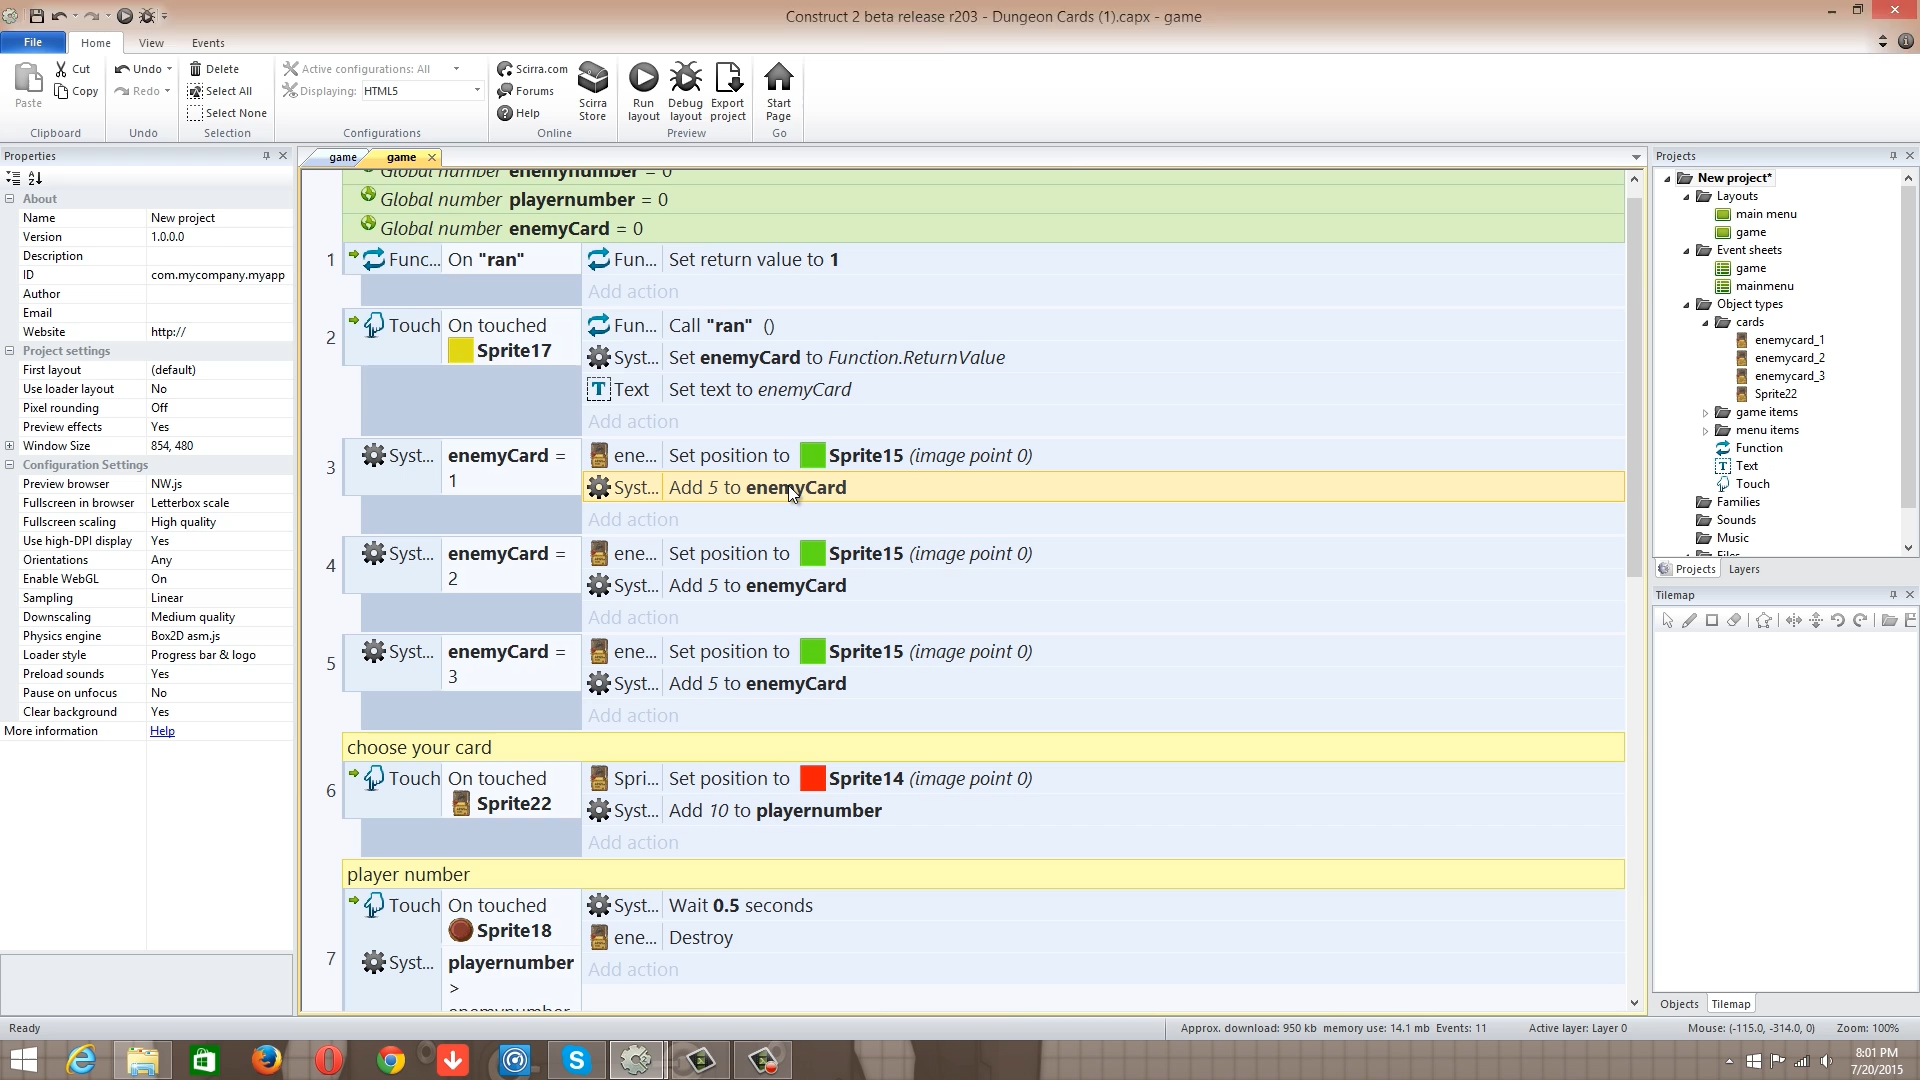 Construct 2 beta release r203 - Dungeon Cards (1).capx - game
File Home View Events
Paste Cut Copy Clipboard
Undo Redo Undo
Delete Select All Select None Selection
Active configurations: All
Displaying: HTML5
Configurations
Scirra.com Forums Help Scirra Store Online
Run layout Debug layout Export project Preview
Start Page Go
Properties
About
Name New project
Version 1.0.0.0
Description
ID com.mycompany.myapp
Author
Email
Website http://
Project settings
First layout (default)
Use loader layout No
Pixel rounding Off
Preview effects Yes
Window Size 854, 480
Configuration Settings
Preview browser NW.js
Fullscreen in browser Letterbox scale
Fullscreen scaling High quality
Use high-DPI display Yes
Orientations Any
Enable WebGL On
Sampling Linear
Downscaling Medium quality
Physics engine Box2D asm.js
Loader style Progress bar & logo
Preload sounds Yes
Pause on unfocus No
Clear background Yes
More information Help
game game
Global number enemynumber = 0
Global number playernumber = 0
Global number enemyCard = 0
1 Func... On "ran" Fun... Set return value to 1
Add action
2 Touch On touched Sprite17 Fun... Call "ran" ()
Syst... Set enemyCard to Function.ReturnValue
Text Set text to enemyCard
Add action
3 Syst... enemyCard = 1 ene... Set position to Sprite15 (image point 0)
Syst... Add 5 to enemyCard
Add action
4 Syst... enemyCard = 2 ene... Set position to Sprite15 (image point 0)
Syst... Add 5 to enemyCard
Add action
5 Syst... enemyCard = 3 ene... Set position to Sprite15 (image point 0)
Syst... Add 5 to enemyCard
Add action
choose your card
6 Touch On touched Sprite22 Spri... Set position to Sprite14 (image point 0)
Syst... Add 10 to playernumber
Add action
player number
7 Touch On touched Sprite18 Syst... Wait 0.5 seconds
ene... Destroy
Syst... playernumber > enemynumber
Add action
Projects
New project*
Layouts
main menu
game
Event sheets
game
mainmenu
Object types
cards
enemycard_1
enemycard_2
enemycard_3
Sprite22
game items
menu items
Function
Text
Touch
Families
Sounds
Music
Files
Projects Layers
Tilemap
Objects Tilemap
Ready
Approx. download: 950 kb memory use: 14.1 mb Events: 11 Active layer: Layer 0 Mouse: (-115.0, -314.0, 0) Zoom: 100%
8:01 PM
7/20/2015